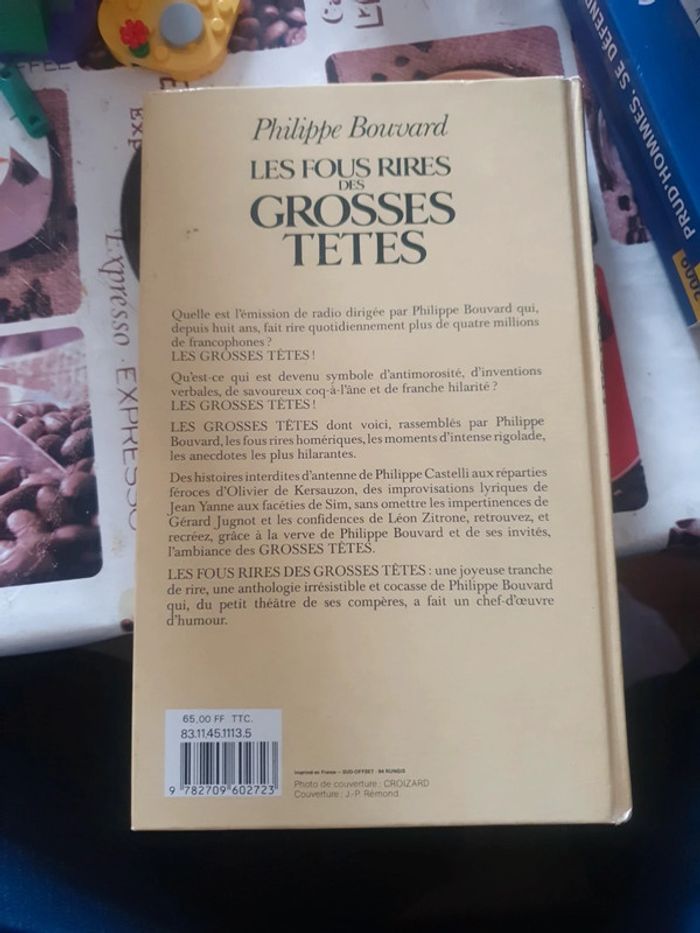 Philippe Bouvard
LES FOUS RIRES
DES
GROSSES
TETES
Quelle est l'émission de radio dirigée par Philippe Bouvard qui,
depuis huit ans, fait rire quotidiennement plus de quatre millions
de francophones ?
LES GROSSES TÊTES !
Qu'est-ce qui est devenu symbole d'antimorosité, d'inventions
verbales, de savoureux coq-à-l'âne et de franche hilarité ?
LES GROSSES TÊTES !
LES GROSSES TÊTES dont voici, rassemblés par Philippe
Bouvard, les fous rires homériques, les moments d'intense rigolade,
les anecdotes les plus hilarantes.
Des histoires interdites d'antenne de Philippe Castelli aux réparties
féroces d'Olivier de Kersauzon, des improvisations lyriques de
Jean Yanne aux facéties de Sim, sans omettre les impertinences de
Gérard Jugnot et les confidences de Léon Zitrone, retrouvez, et
recréez, grâce à la verve de Philippe Bouvard et de ses invités,
l'ambiance des GROSSES TÊTES.
LES FOUS RIRES DES GROSSES TÊTES : une joyeuse tranche
de rire, une anthologie irrésistible et cocasse de Philippe Bouvard
qui, du petit théâtre de ses compères, a fait un chef-d'œuvre
d'humour.
65,00 FF TTC.
83.11.45.1113.5
9 782709 602723
Imprimé en France — SUD-OFFSET - 94 RUNGIS
Photo de couverture : CROIZARD
Couverture : J.-P. Rémond
Expresso · EXPRESSO
PRUD'HOMMES, SE DÉFENDRE